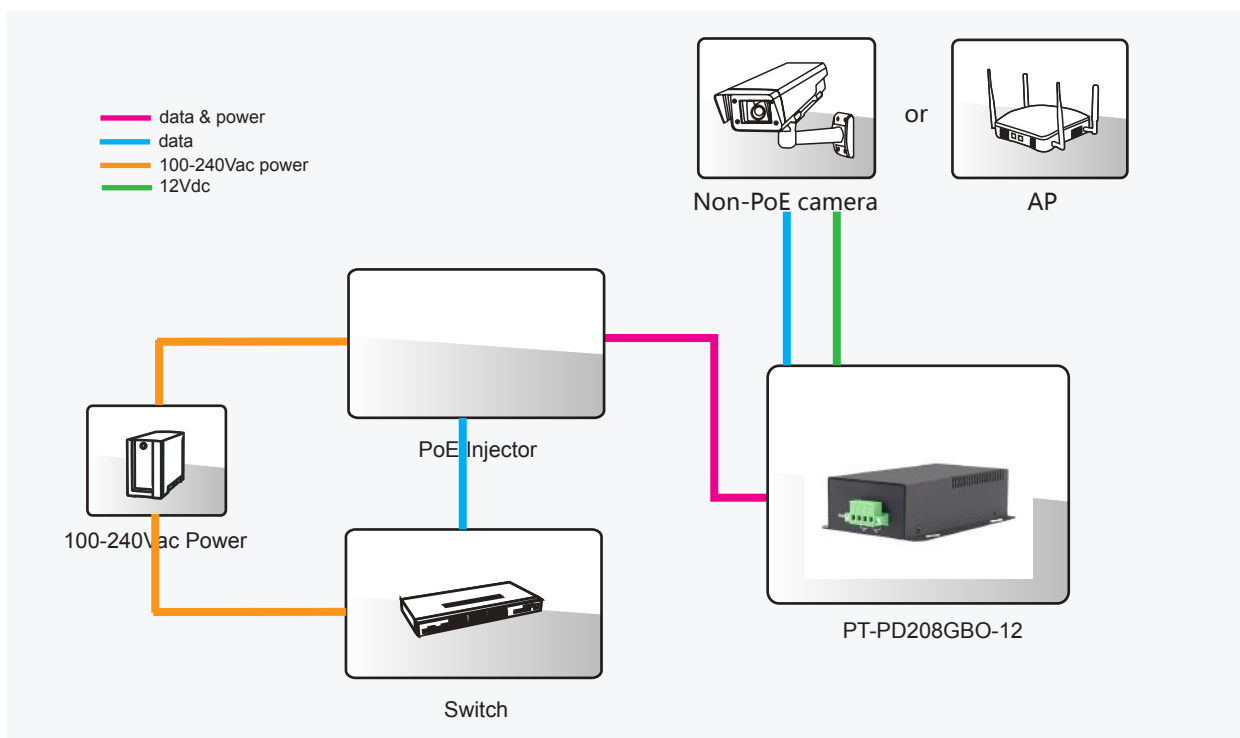 data & power
data
100-240Vac power
12Vdc
or
Non-PoE camera
AP
PoE Injector
100-240Vac Power
PT-PD208GBO-12
Switch